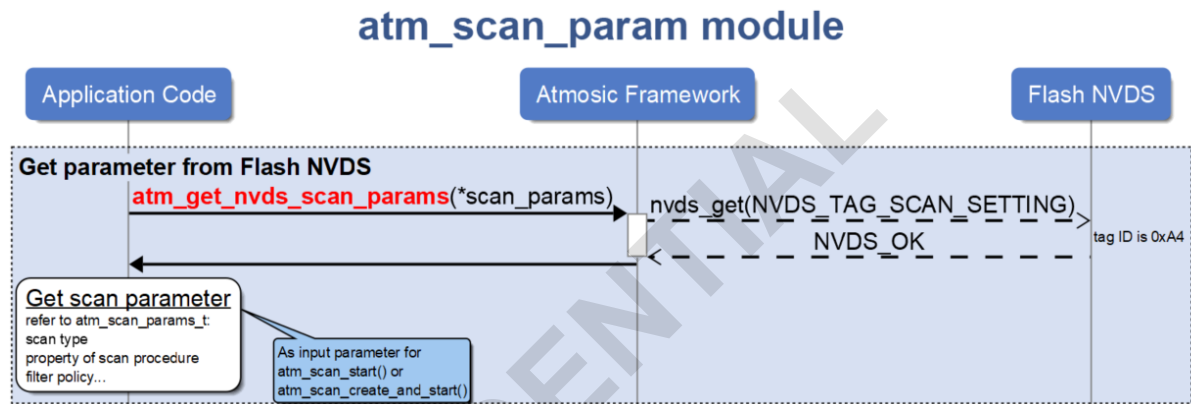 atm_scan_param module
Application Code
Atmosic Framework
Flash NVDS
Get parameter from Flash NVDS
atm_get_nvds_scan_params(*scan_params)
nvds_get(NVDS_TAG_SCAN_SETTING)
tag ID is 0xA4
NVDS_OK
Get scan parameter
refer to atm_scan_params_t:
scan type
property of scan procedure
filter policy...
As input parameter for
atm_scan_start() or
atm_scan_create_and_start()
ENTIAL